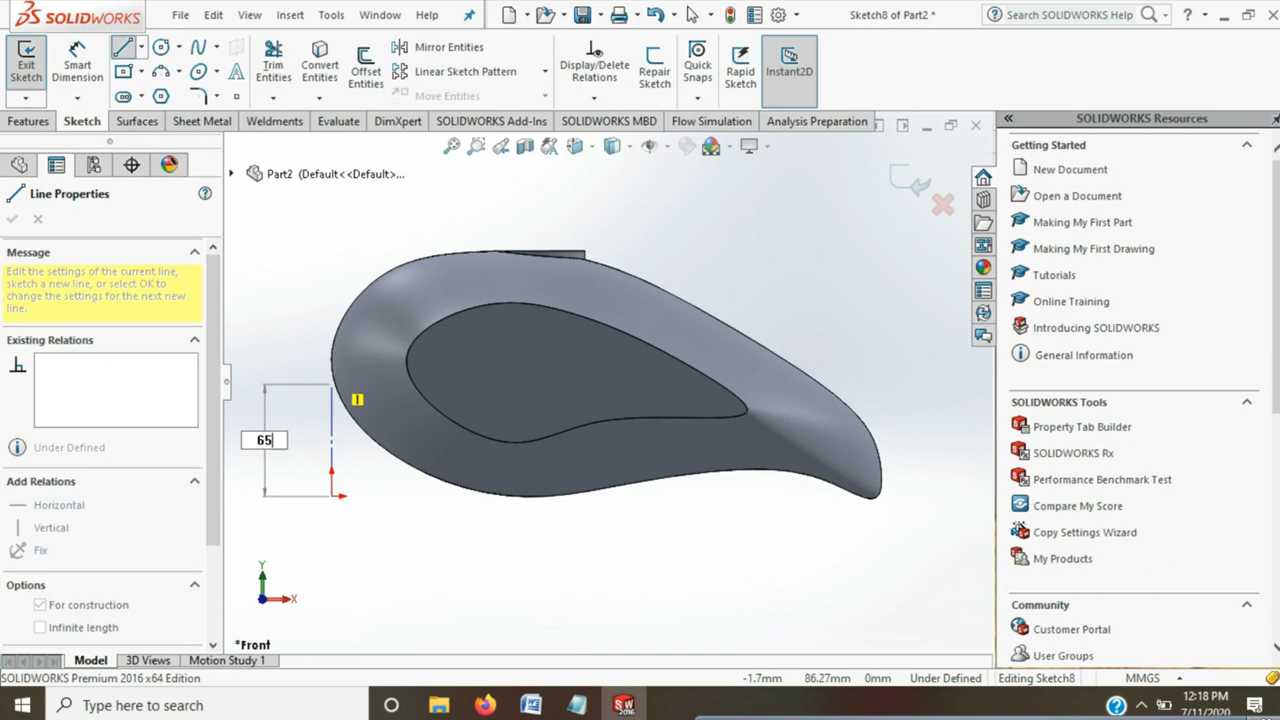 SOLIDWORKS
File Edit View Insert Tools Window Help
Sketch8 of Part2 *
Search SOLIDWORKS Help
?
Exit Sketch
Smart Dimension
Trim Entities
Convert Entities
Offset Entities
Mirror Entities
Linear Sketch Pattern
Move Entities
Display/Delete Relations
Repair Sketch
Quick Snaps
Rapid Sketch
Instant2D
Features Sketch Surfaces Sheet Metal Weldments Evaluate DimXpert SOLIDWORKS Add-Ins SOLIDWORKS MBD Flow Simulation Analysis Preparation
Line Properties
Message
Edit the settings of the current line,
sketch a new line, or select OK to
change the settings for the next new
line.
Existing Relations
Under Defined
Add Relations
Horizontal
Vertical
Fix
Options
For construction
Infinite length
Part2 (Default<<Default>...
65
Y
X
*Front
SOLIDWORKS Resources
Getting Started
New Document
Open a Document
Making My First Part
Making My First Drawing
Tutorials
Online Training
Introducing SOLIDWORKS
General Information
SOLIDWORKS Tools
Property Tab Builder
SOLIDWORKS Rx
Performance Benchmark Test
Compare My Score
Copy Settings Wizard
My Products
Community
Customer Portal
User Groups
Model 3D Views Motion Study 1
SOLIDWORKS Premium 2016 x64 Edition
-1.7mm 86.27mm 0mm Under Defined Editing Sketch8 MMGS
Type here to search
12:18 PM
7/11/2020